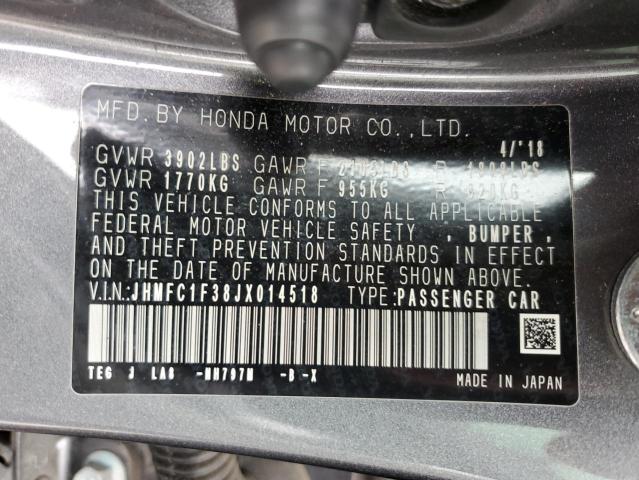 MFD. BY HONDA MOTOR CO.,LTD.
4/'18
GVWR 3902LBS GAWR F R
GVWR 1770KG GAWR F 955KG R
THIS VEHICLE CONFORMS TO ALL APPLICABLE
FEDERAL MOTOR VEHICLE SAFETY , BUMPER ,
AND THEFT PREVENTION STANDARDS IN EFFECT
ON THE DATE OF MANUFACTURE SHOWN ABOVE.
V.I.N:JHMFC1F38JX014518 TYPE:PASSENGER CAR
TEG J LA8 -NH797M -B -X
MADE IN JAPAN